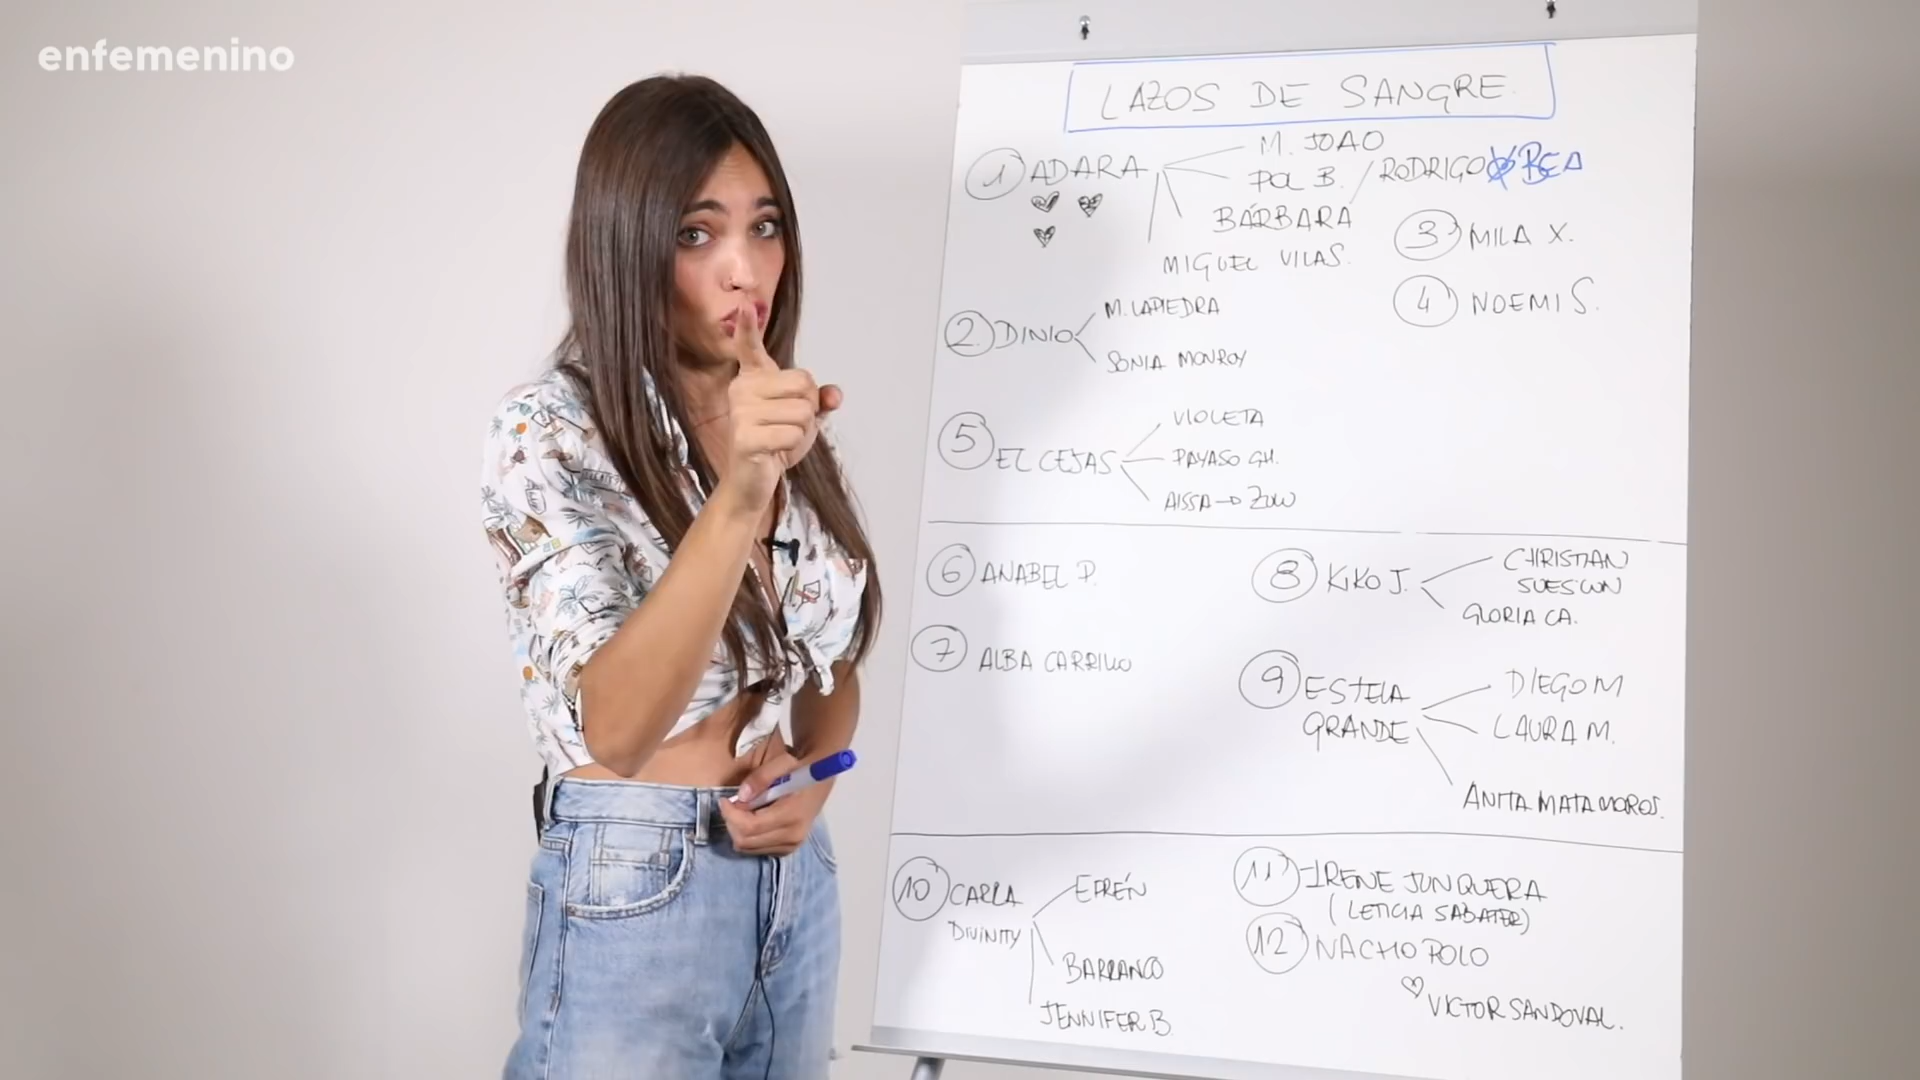 enfemenino
LAZOS DE SANGRE
1 ADARA
M. JOAO
POL B.
RODRIGO BEA
BÁRBARA
MIGUEL VILAS.
3 MILA X.
4 NOEMI S.
2 DINIO
M. LAPIEDRA
SONIA MONROY
5 EL CEJAS
VIOLETA
PAYASO GH.
AISSA → ZOW
6 ANABEL P.
7 ALBA CARRILLO
8 KIKO J.
CHRISTIAN
SUESCUN
GLORIA CA.
9 ESTELA
GRANDE
DIEGO M
LAURA M.
ANITA MATAMOROS.
10 CARLA
DIVINITY
EFRÉN
BARRANCO
JENNIFER B.
11 IRENE JUNQUERA
(LETICIA SABATER)
12 NACHO POLO
VICTOR SANDOVAL.